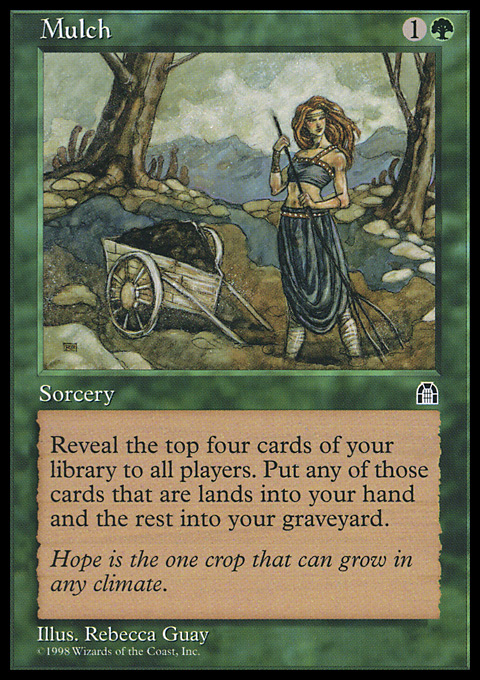 Mulch 1
Sorcery
Reveal the top four cards of your
library to all players. Put any of those
cards that are lands into your hand
and the rest into your graveyard.
Hope is the one crop that can grow in
any climate.
Illus. Rebecca Guay
©1998 Wizards of the Coast, Inc.